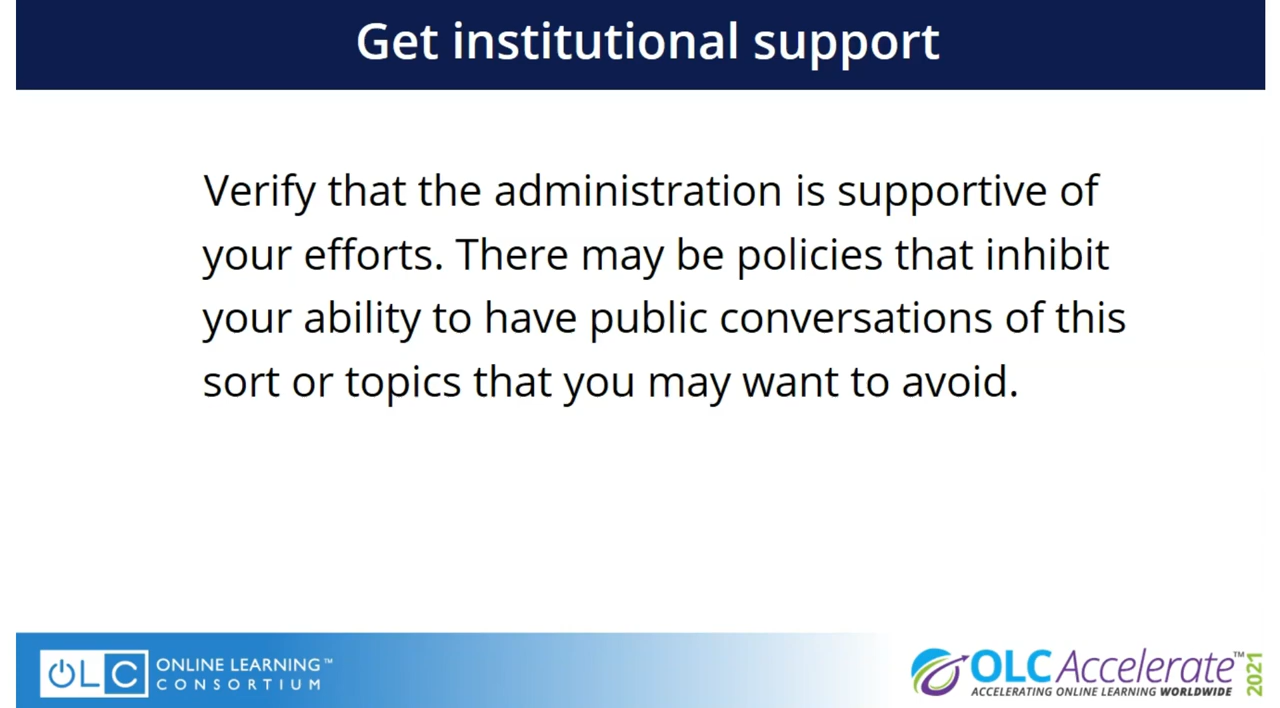 Get institutional support
Verify that the administration is supportive of
your efforts. There may be policies that inhibit
your ability to have public conversations of this
sort or topics that you may want to avoid.
OLC ONLINE LEARNING™
CONSORTIUM
OLC Accelerate™ 2021
ACCELERATING ONLINE LEARNING WORLDWIDE